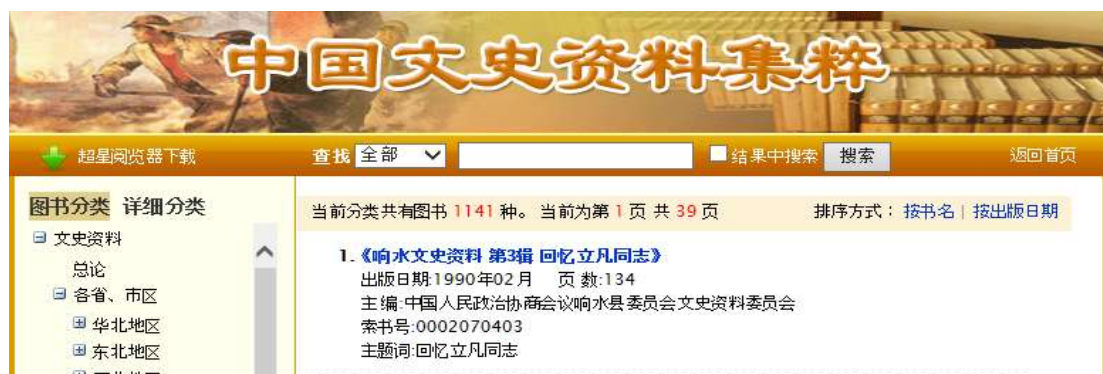 中国文史资料集粹
超星阅览器下载 查找 全部 结果中搜索 搜索 返回首页
图书分类 详细分类
文史资料
总论
各省、市区
华北地区
东北地区
当前分类共有图书 1141 种。 当前为第 1 页 共 39 页 排序方式: 按书名 | 按出版日期
1.《响水文史资料 第3辑 回忆立凡同志》
出版日期:1990年02月 页 数:134
主 编:中国人民政治协商会议响水县委员会文史资料委员会
索书号:0002070403
主题词:回忆立凡同志